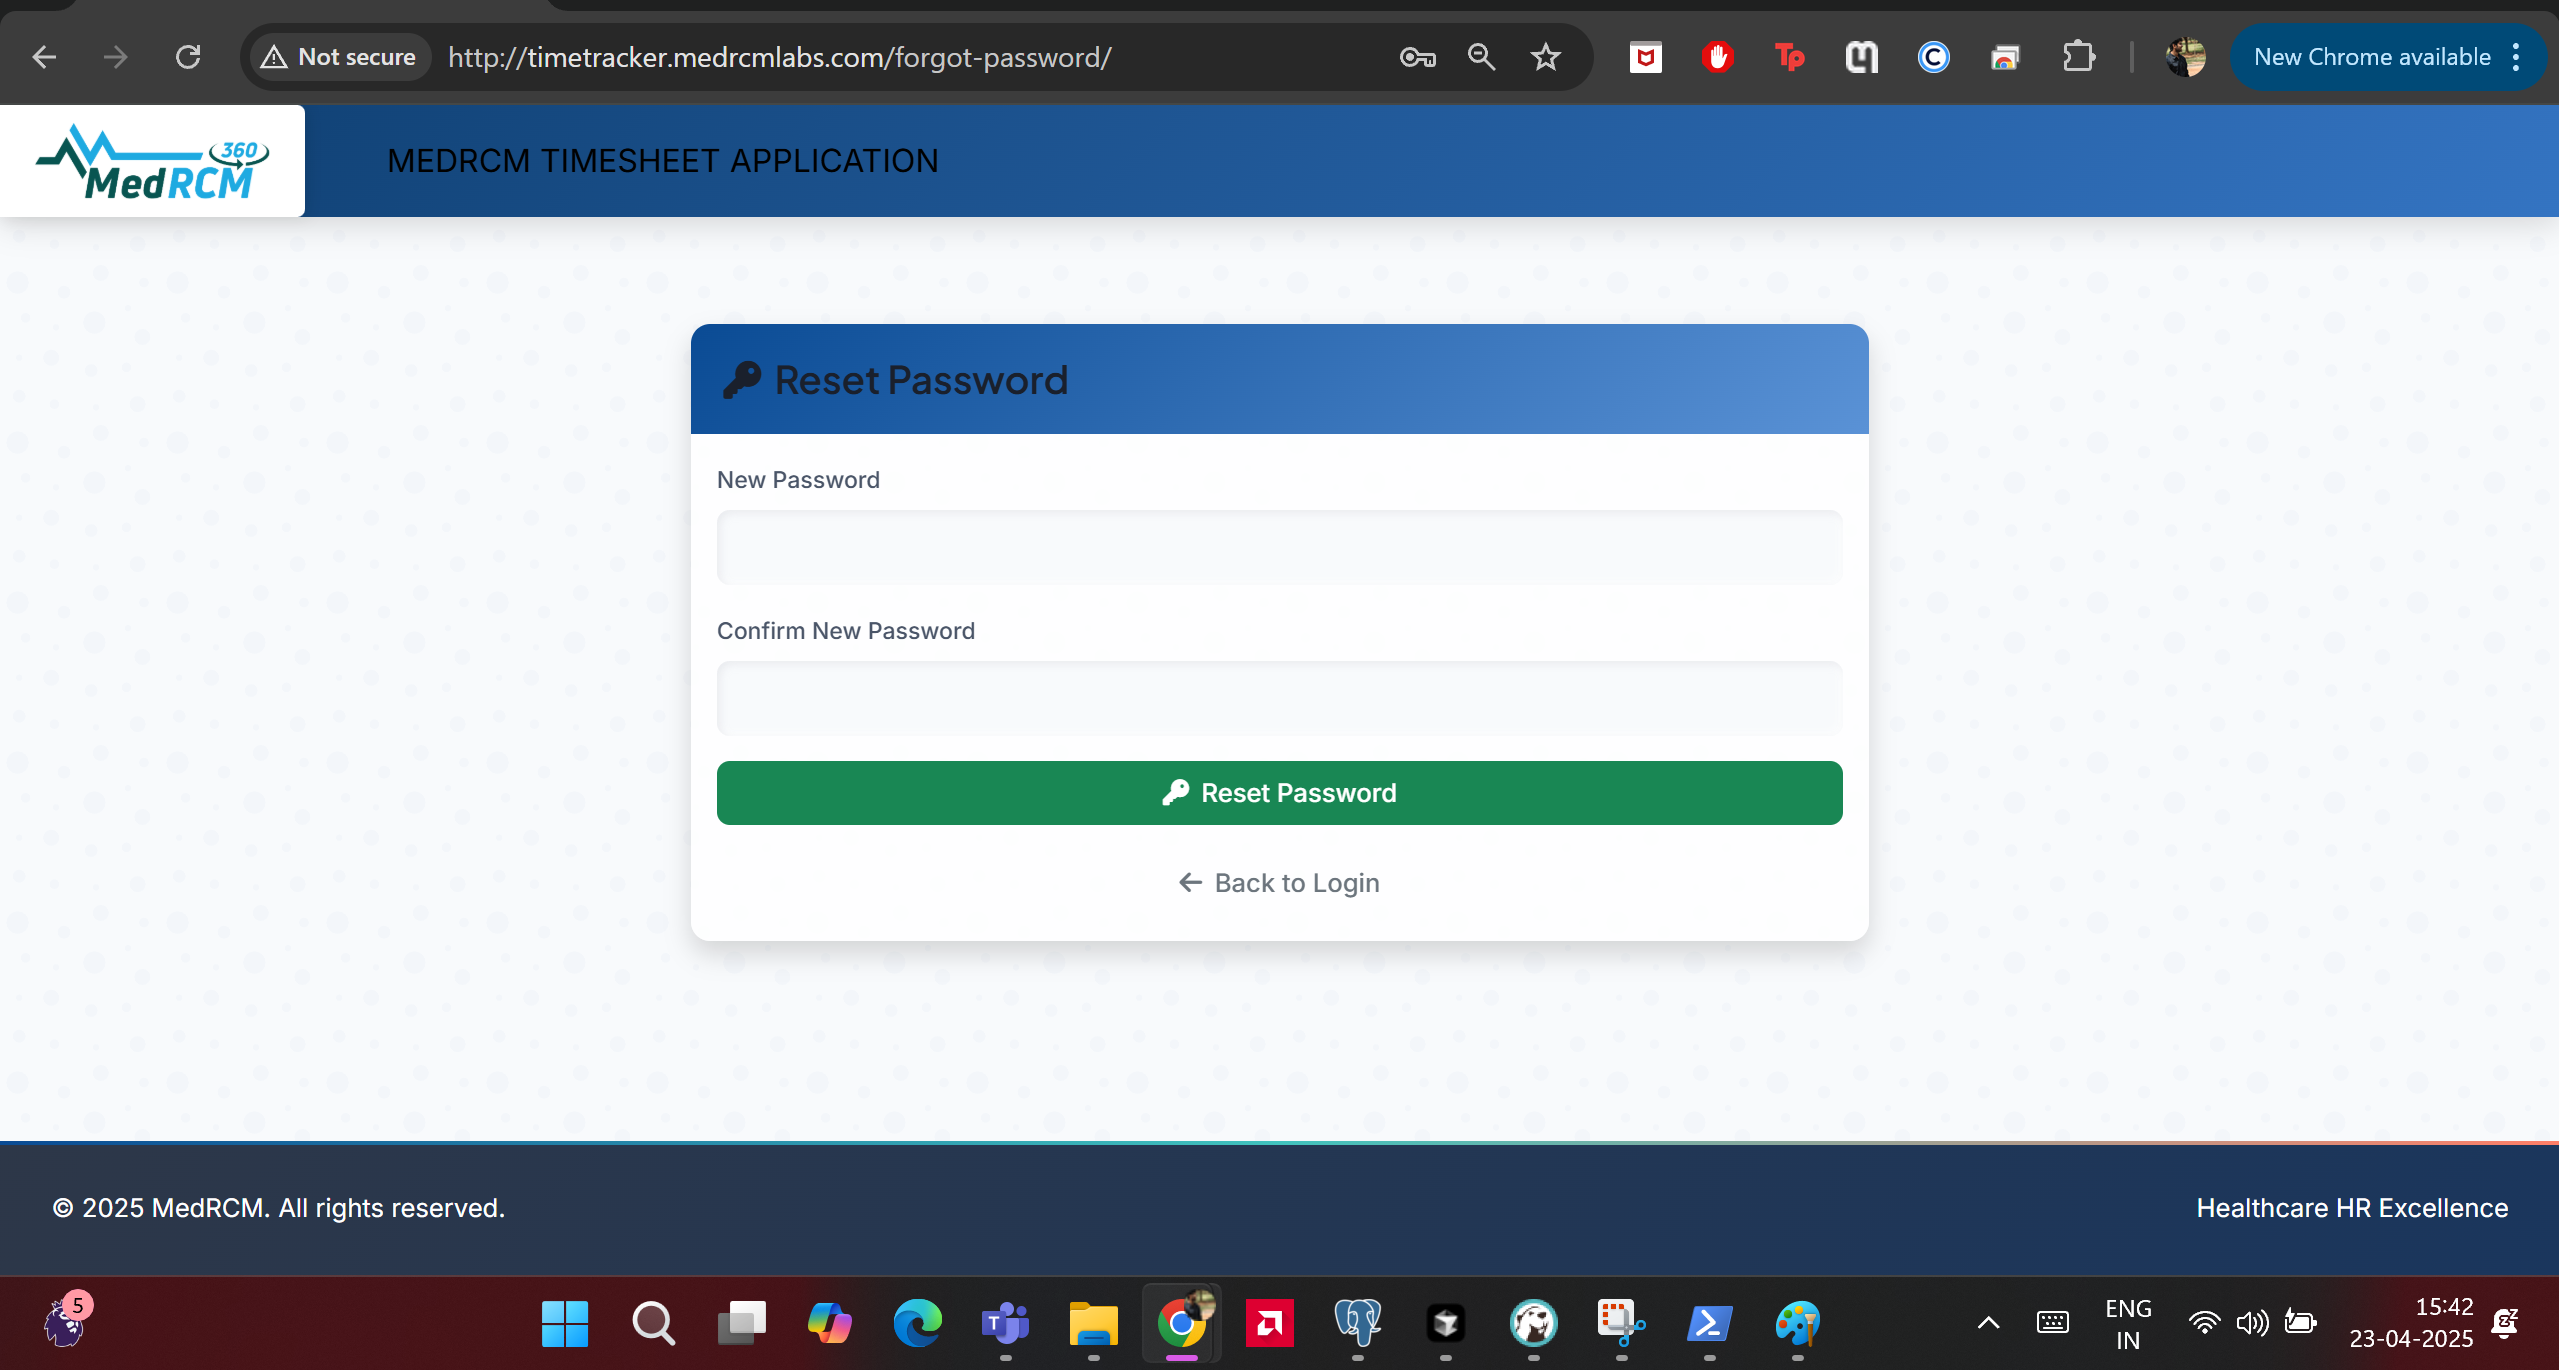 Not secure
http://timetracker.medrcmlabs.com/forgot-password/
New Chrome available
360
MedRCM
MEDRCM TIMESHEET APPLICATION
Reset Password
New Password
Confirm New Password
Reset Password
Back to Login
© 2025 MedRCM. All rights reserved.
Healthcare HR Excellence
5
ENG
IN
15:42
23-04-2025